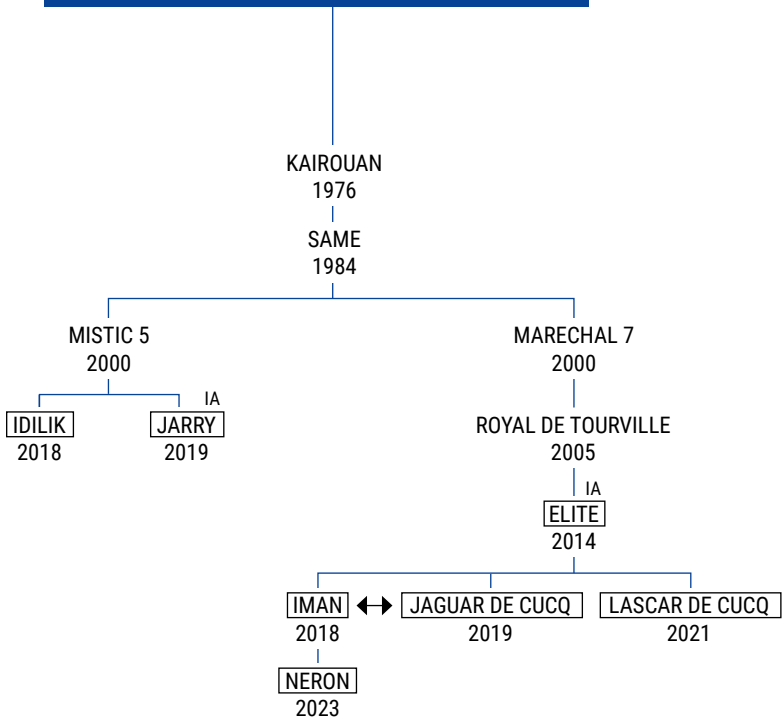 KAIROUAN
1976
SAME
1984
MISTIC 5
2000
MARECHAL 7
2000
IA
IDILIK
2018
JARRY
2019
ROYAL DE TOURVILLE
2005
IA
ELITE
2014
IMAN
2018
JAGUAR DE CUCQ
2019
LASCAR DE CUCQ
2021
NERON
2023